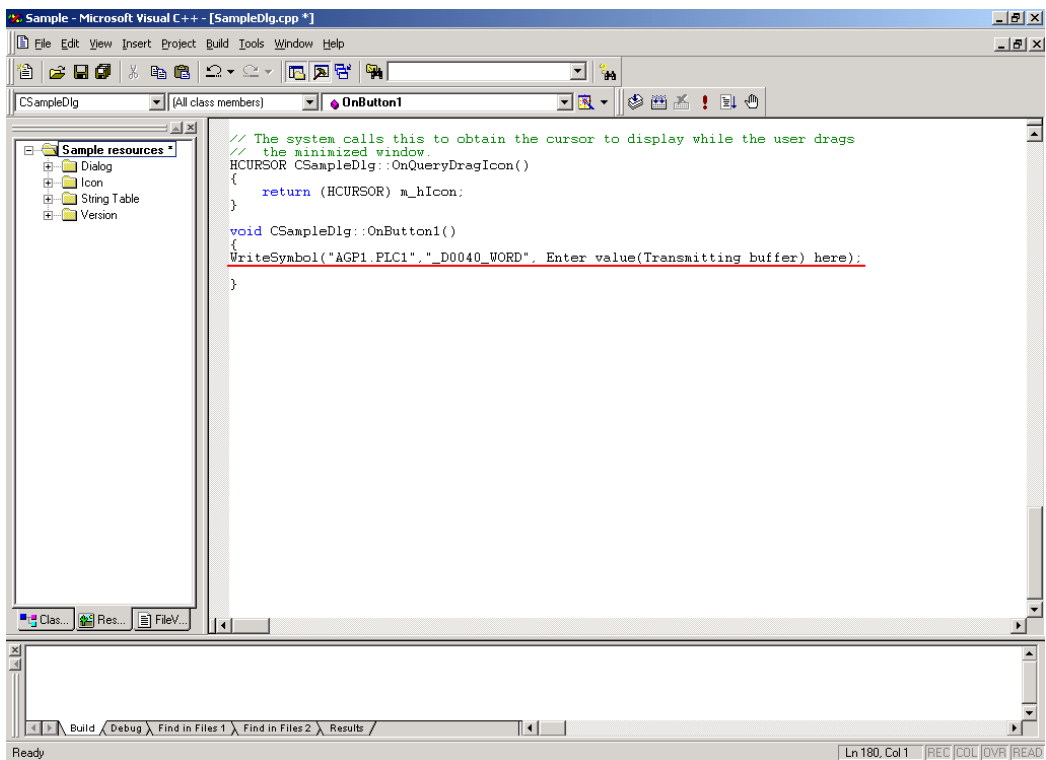 Sample - Microsoft Visual C++ - [SampleDlg.cpp *]
File Edit View Insert Project Build Tools Window Help
CSampleDlg (All class members) OnButton1
Sample resources *
Dialog
Icon
String Table
Version
// The system calls this to obtain the cursor to display while the user drags
//  the minimized window.
HCURSOR CSampleDlg::OnQueryDragIcon()
{
return (HCURSOR) m_hIcon;
}
void CSampleDlg::OnButton1()
{
WriteSymbol("AGP1.PLC1","_D0040_WORD", Enter value(Transmitting buffer) here);
}
Clas... Res... FileV...
Build Debug Find in Files 1 Find in Files 2 Results
Ready Ln 180, Col 1 REC COL OVR READ